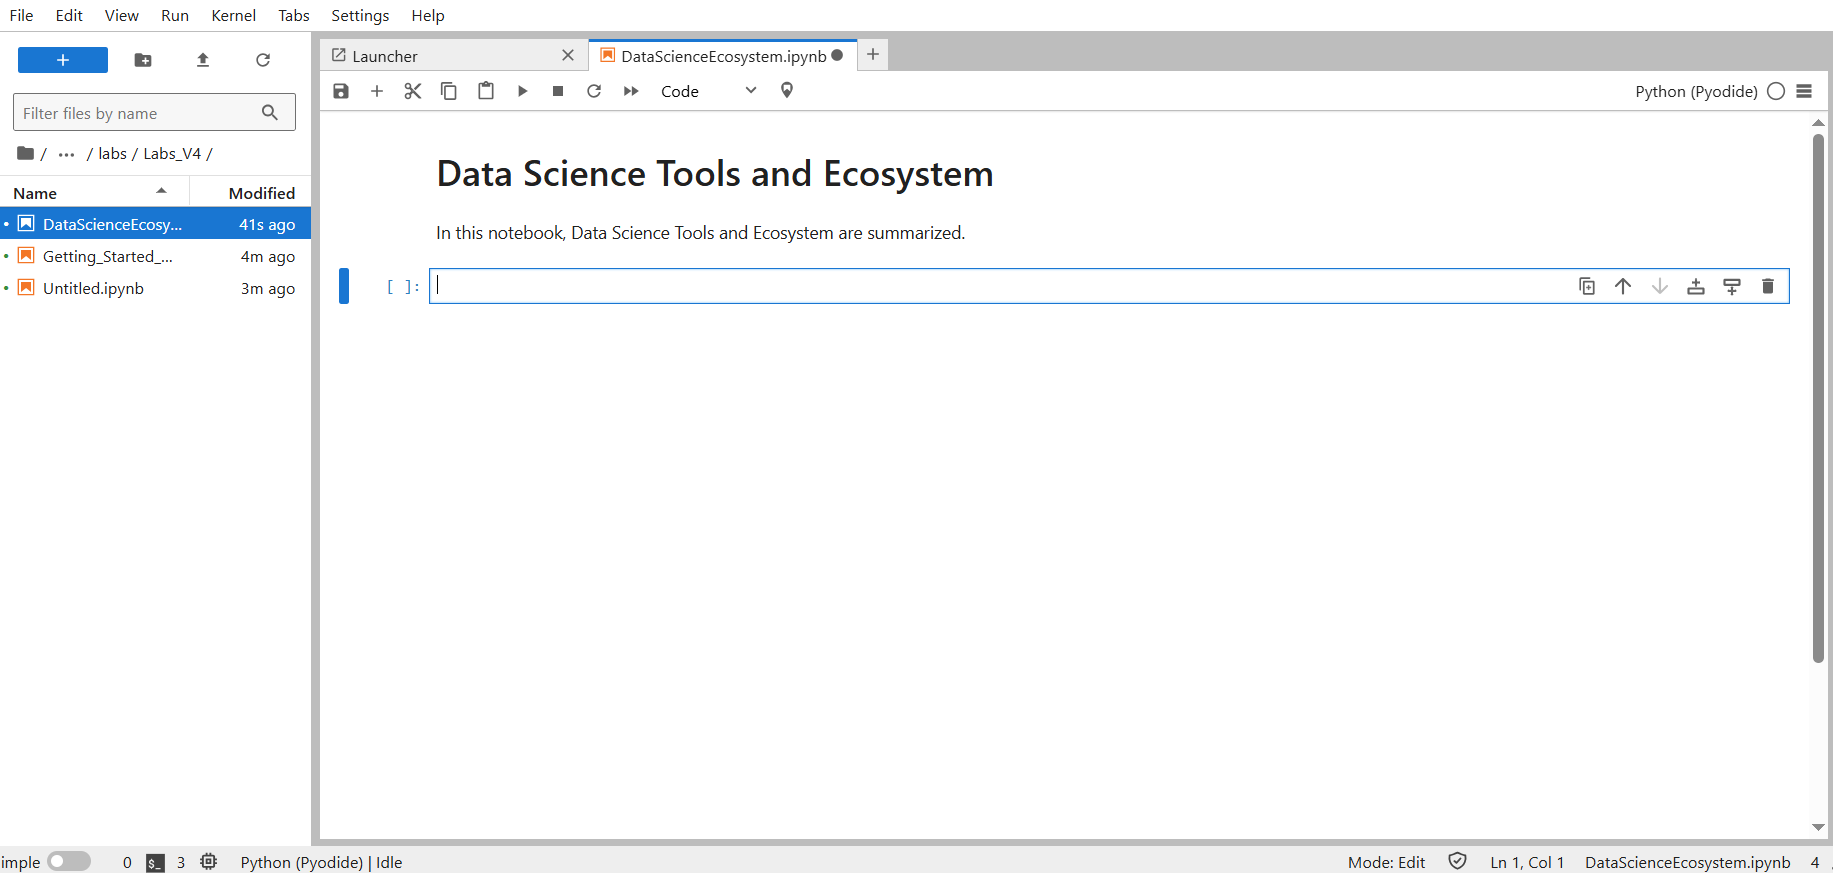 File Edit View Run Kernel Tabs Settings Help
Launcher
DataScienceEcosystem.ipynb
Code
Python (Pyodide)
Filter files by name
/ ... / labs / Labs_V4 /
Name Modified
DataScienceEcosy... 41s ago
Getting_Started_... 4m ago
Untitled.ipynb 3m ago
Data Science Tools and Ecosystem
In this notebook, Data Science Tools and Ecosystem are summarized.
[ ]:
imple 0 $_ 3 Python (Pyodide) | Idle Mode: Edit Ln 1, Col 1 DataScienceEcosystem.ipynb 4